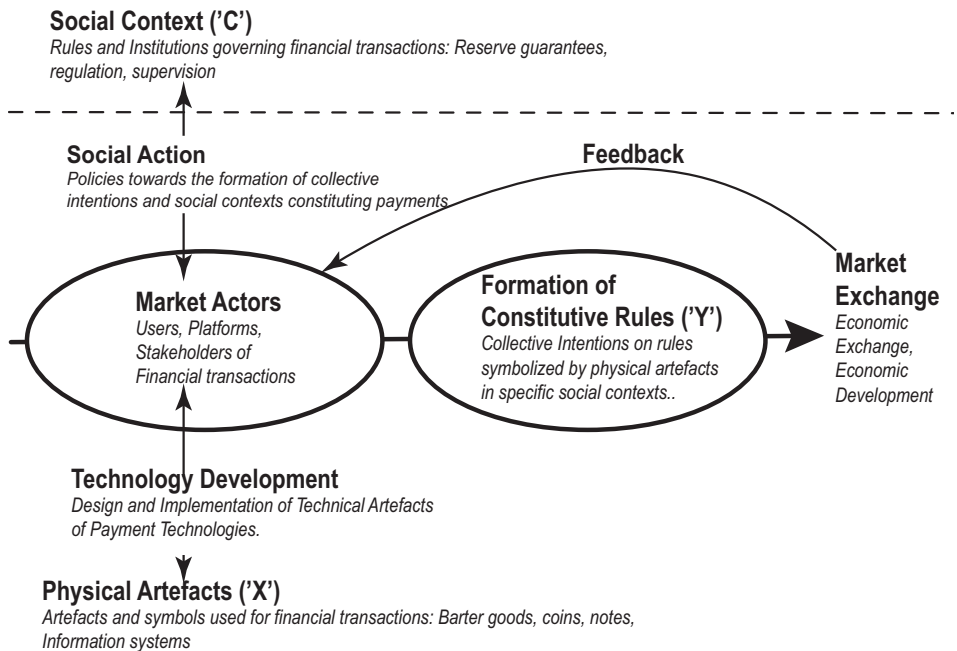 Social Context ('C')
Rules and Institutions governing financial transactions: Reserve guarantees,
regulation, supervision
Social Action
Policies towards the formation of collective
intentions and social contexts constituting payments
Feedback
Market Actors
Users, Platforms,
Stakeholders of
Financial transactions
Formation of
Constitutive Rules ('Y')
Collective Intentions on rules
symbolized by physical artefacts
in specific social contexts..
Market
Exchange
Economic
Exchange,
Economic
Development
Technology Development
Design and Implementation of Technical Artefacts
of Payment Technologies.
Physical Artefacts ('X')
Artefacts and symbols used for financial transactions: Barter goods, coins, notes,
Information systems